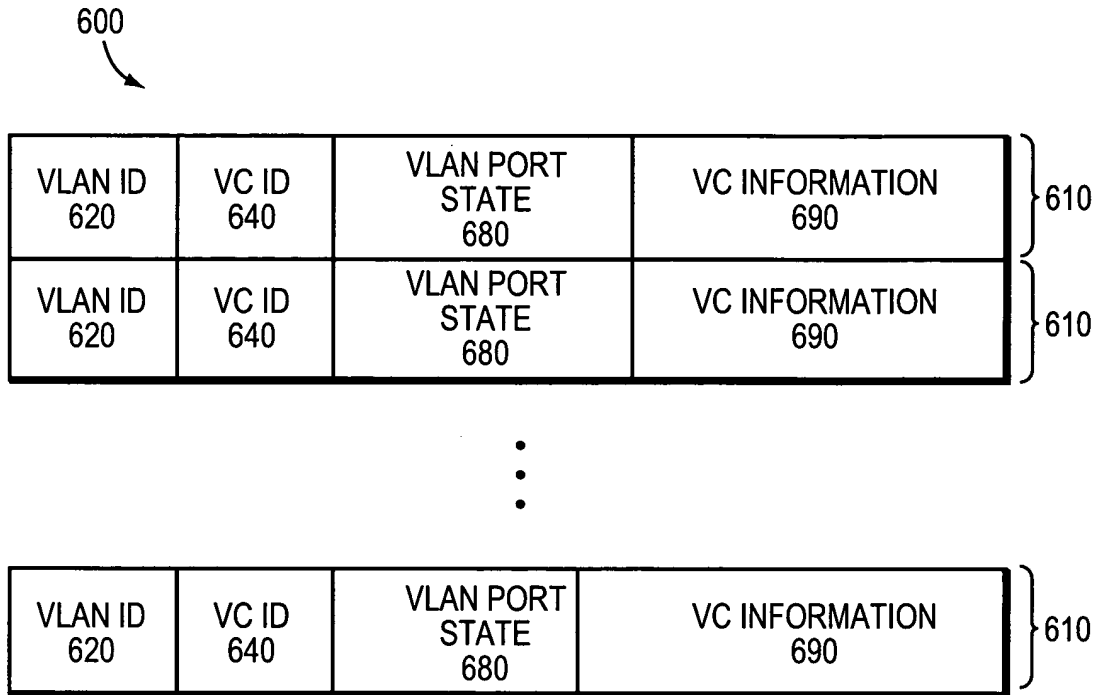 600
VLAN ID
620
VC ID
640
VLAN PORT
STATE
680
VC INFORMATION
690
610
VLAN ID
620
VC ID
640
VLAN PORT
STATE
680
VC INFORMATION
690
610
VLAN ID
620
VC ID
640
VLAN PORT
STATE
680
VC INFORMATION
690
610